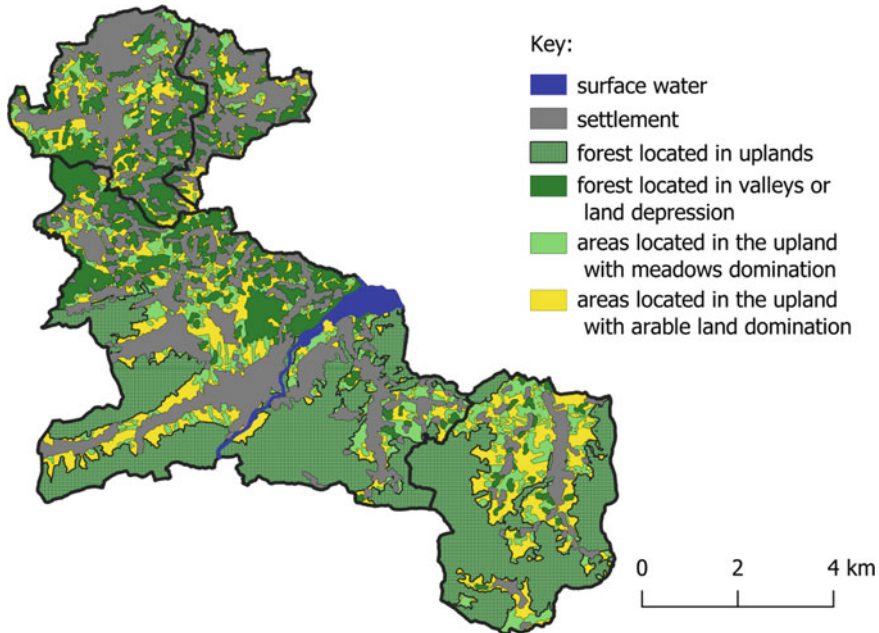 Key:
surface water
settlement
forest located in uplands
forest located in valleys or
land depression
areas located in the upland
with meadows domination
areas located in the upland
with arable land domination
0 2 4 km